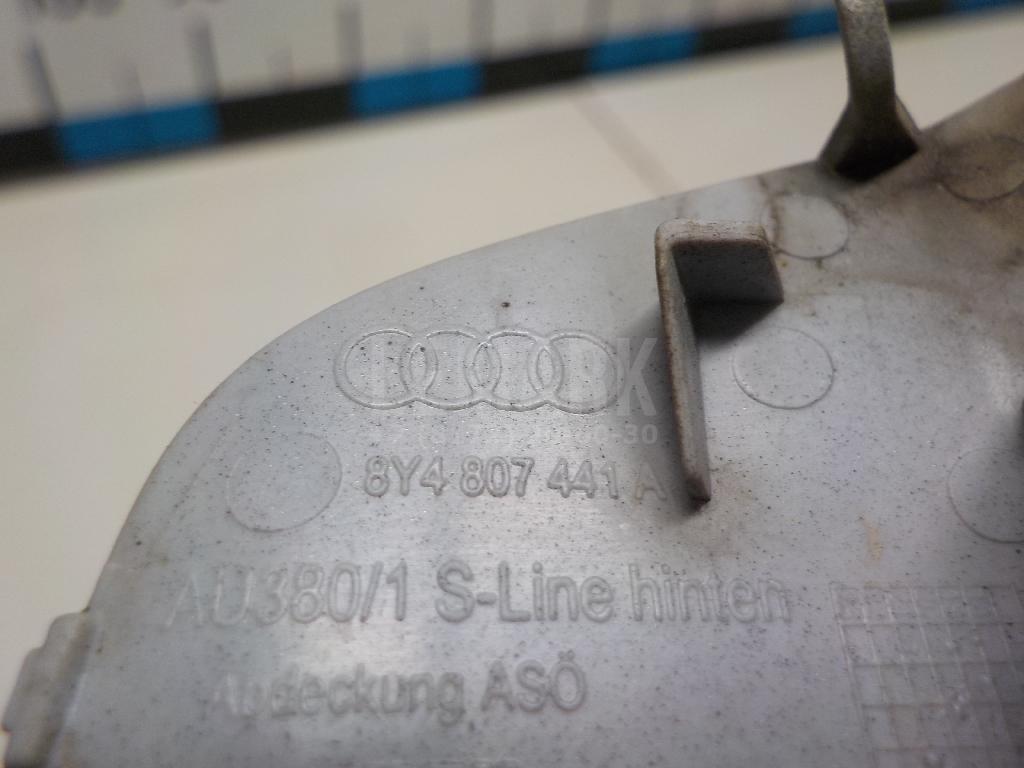 8Y4 807 441 A
AU380/1 S-Line hinten
Abdeckung ASÖ